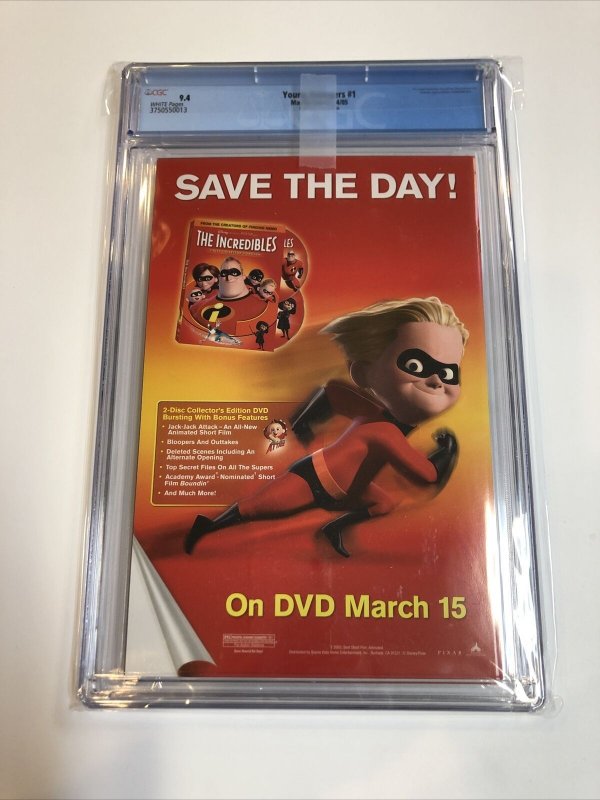 CGC 9.4
WHITE Pages
3750550013
#1
4/05
CGC
SAVE THE DAY!
FROM THE CREATORS OF FINDING NEMO
THE INCREDIBLES
LES
2-Disc Collector's Edition DVD
Bursting With Bonus Features
• Jack-Jack Attack – An All-New
Animated Short Film
• Bloopers And Outtakes
• Deleted Scenes Including An
Alternate Opening
• Top Secret Files On All The Supers
• Academy Award® Nominated Short
Film Boundin'
• And Much More!
On DVD March 15
PIXAR